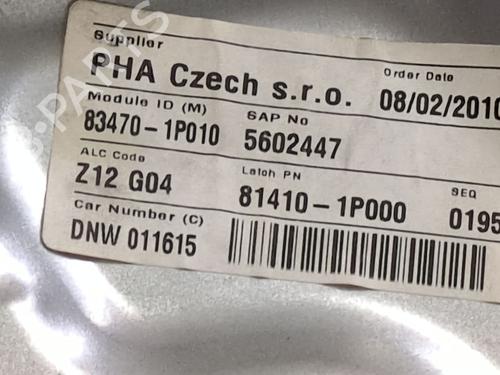 Supplier
PHA Czech s.r.o.
Order Date
08/02/2010
Module ID (M)
83470-1P010
SAP No
5602447
ALC Code
Z12 G04
Latch PN
81410-1P000
SEQ
0195
Car Number (C)
DNW 011615